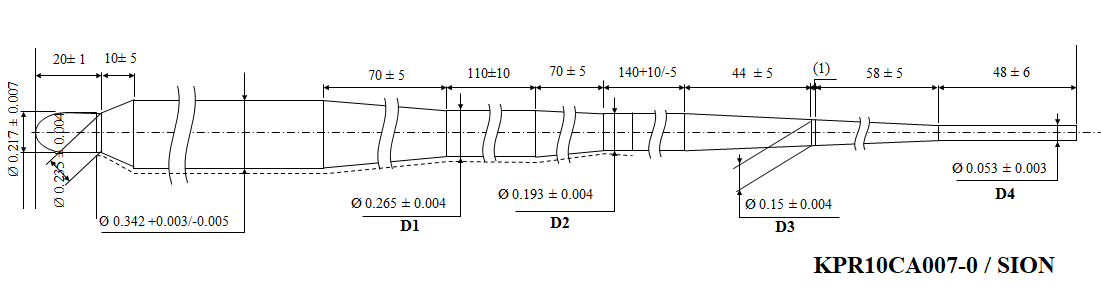 20± 1
10± 5
70 ± 5
110±10
70 ± 5
140+10/-5
44 ± 5
(1)
58 ± 5
48 ± 6
Ø 0.217 ± 0.007
Ø 0.235 ± 0.004
Ø 0.342 +0.003/-0.005
Ø 0.265 ± 0.004
D1
Ø 0.193 ± 0.004
D2
Ø 0.15 ± 0.004
D3
Ø 0.053 ± 0.003
D4
KPR10CA007-0 / SION